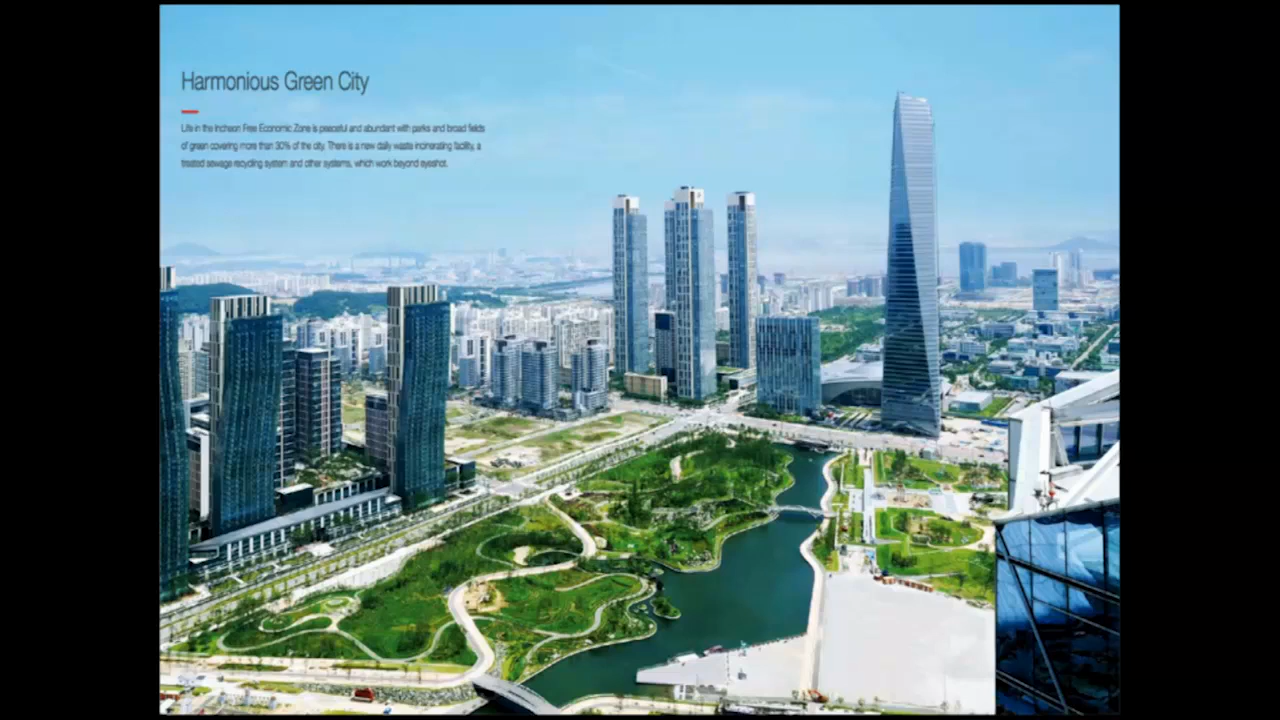 Harmonious Green City
Life in the Incheon Free Economic Zone is peaceful and abundant with parks and broad fields
of green covering more than 30% of the city. There is a new daily waste incinerating facility, a
treated sewage recycling system and other systems, which work beyond eyeshot.